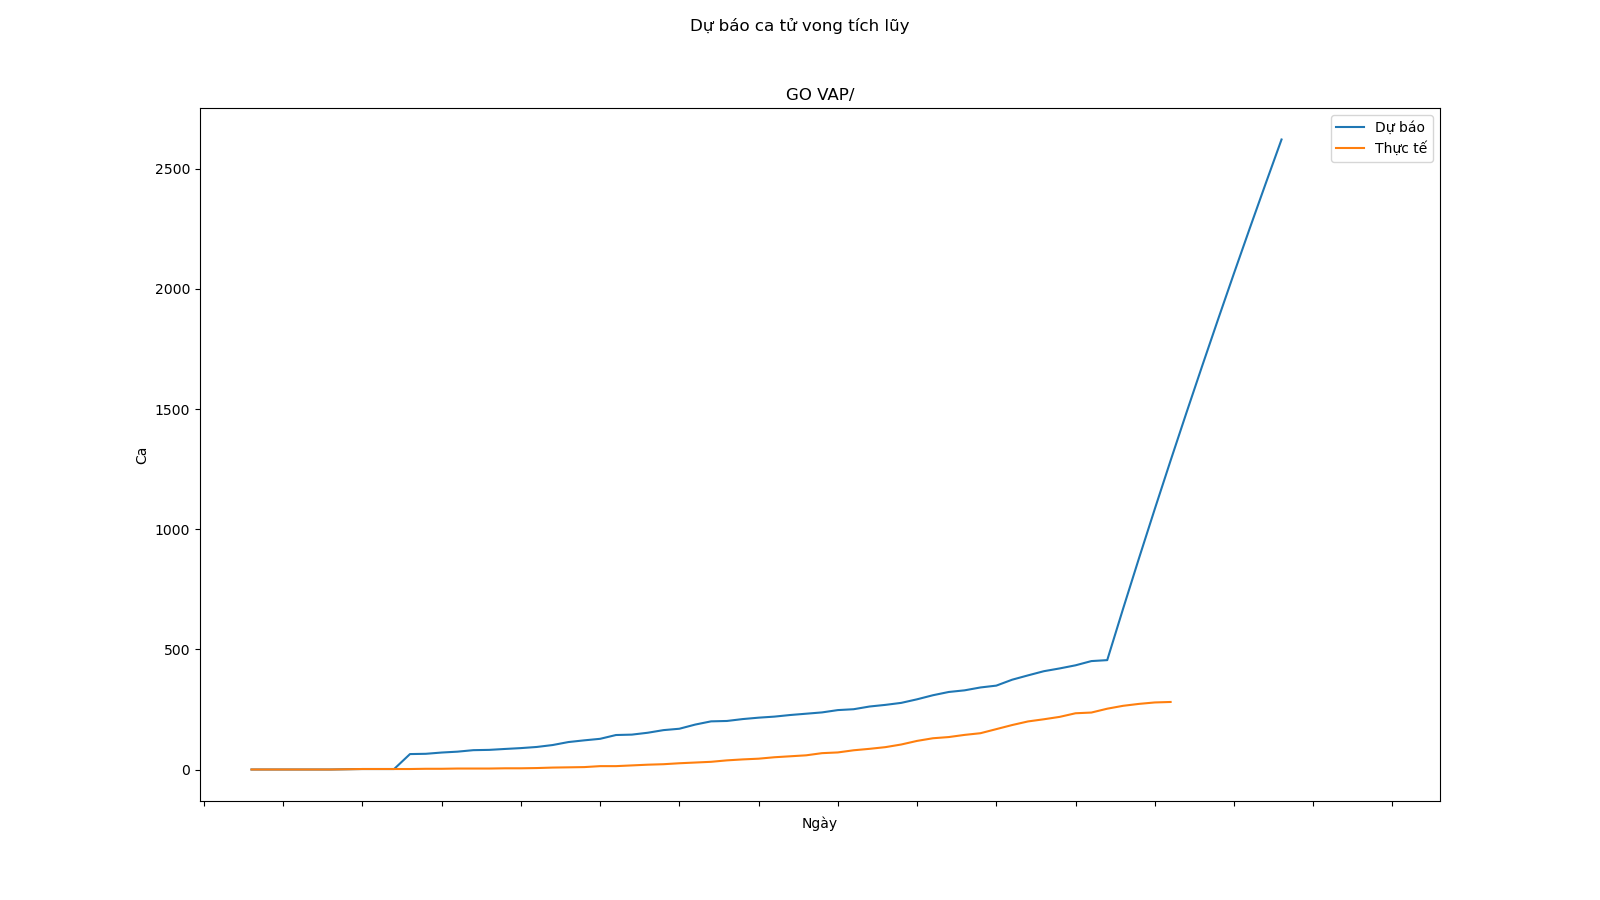 Dự báo ca tử vong tích lũy
GO VAP/
Dự báo
Thực tế
2500
2000
1500
1000
500
0
Ca
Ngày